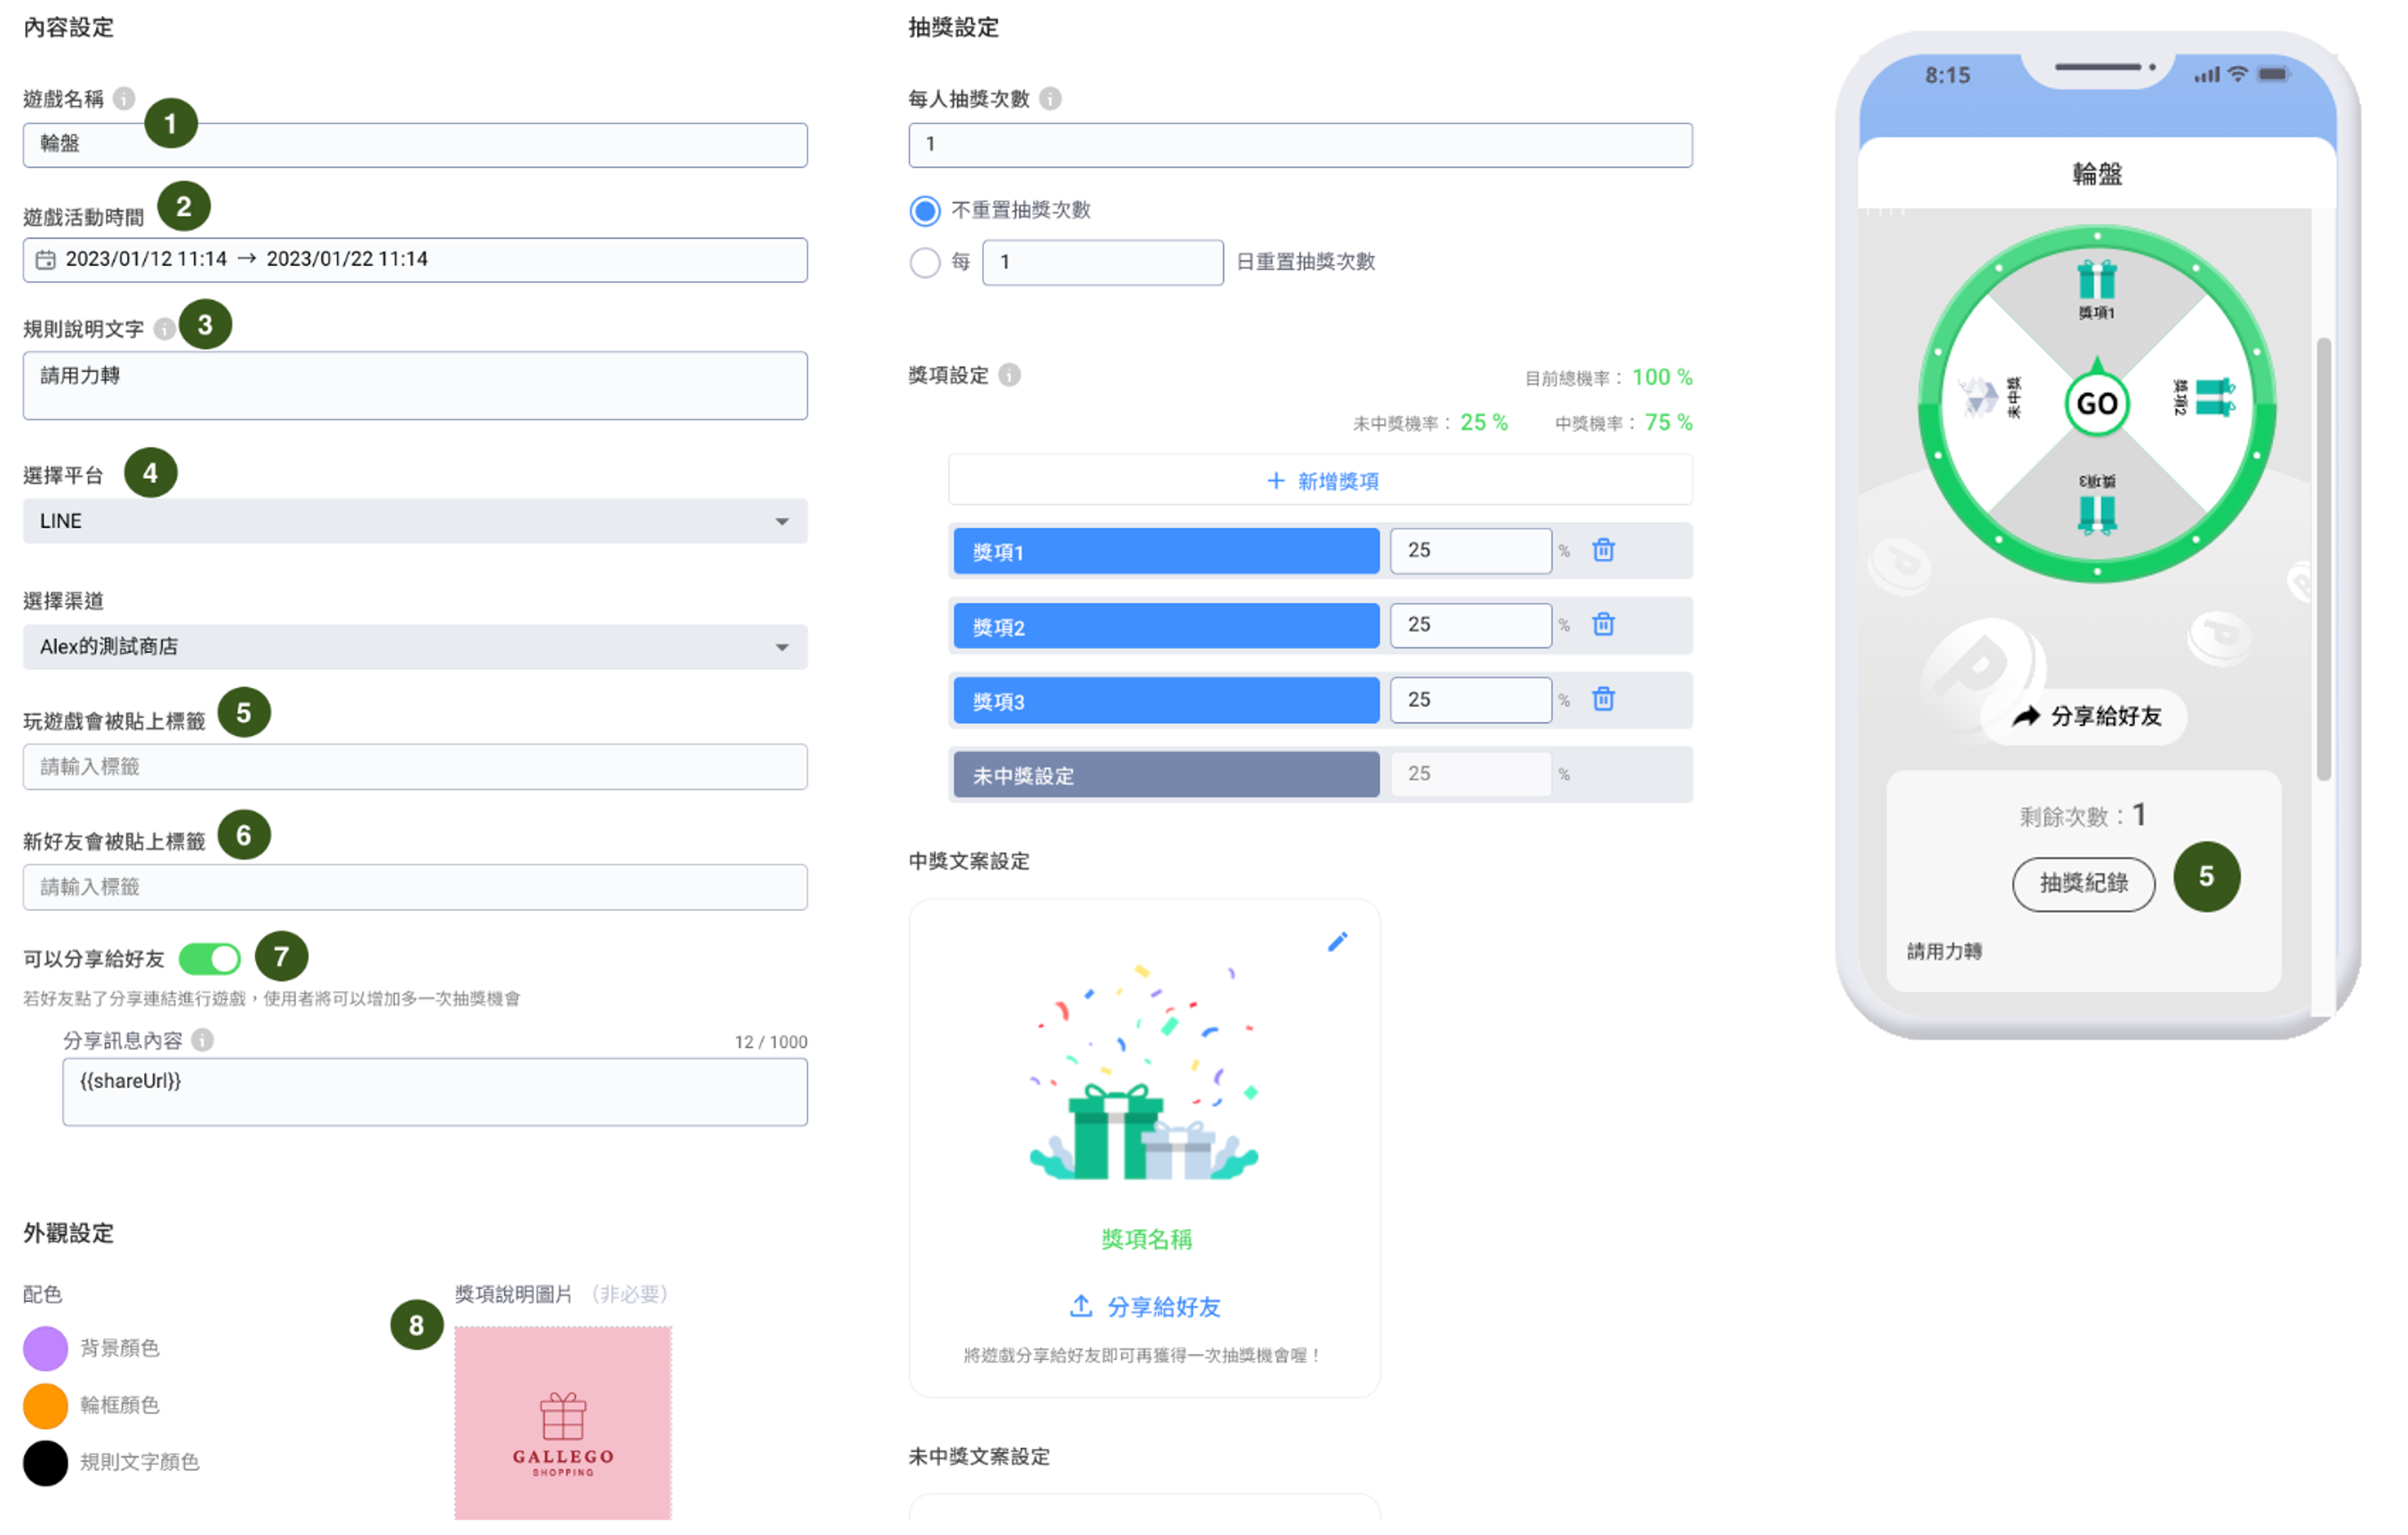 內容設定
遊戲名稱
1
輪盤
遊戲活動時間
2
2023/01/12 11:14 → 2023/01/22 11:14
規則說明文字
3
請用力轉
選擇平台
4
LINE
選擇渠道
Alex的測試商店
玩遊戲會被貼上標籤
5
請輸入標籤
新好友會被貼上標籤
6
請輸入標籤
可以分享給好友
7
若好友點了分享連結進行遊戲，使用者將可以增加多一次抽獎機會
分享訊息內容
12 / 1000
{{shareUrl}}
外觀設定
配色
背景顏色
輪框顏色
規則文字顏色
8
獎項說明圖片 （非必要）
GALLEGO
SHOPPING
抽獎設定
每人抽獎次數
1
不重置抽獎次數
每 1 日重置抽獎次數
獎項設定
目前總機率： 100 %
未中獎機率： 25 % 中獎機率： 75 %
+ 新增獎項
獎項1 25 %
獎項2 25 %
獎項3 25 %
未中獎設定 25 %
中獎文案設定
獎項名稱
分享給好友
將遊戲分享給好友即可再獲得一次抽獎機會喔！
未中獎文案設定
8:15
輪盤
獎項1
未中獎
GO
獎項2
獎項3
分享給好友
剩餘次數：1
抽獎紀錄
5
請用力轉